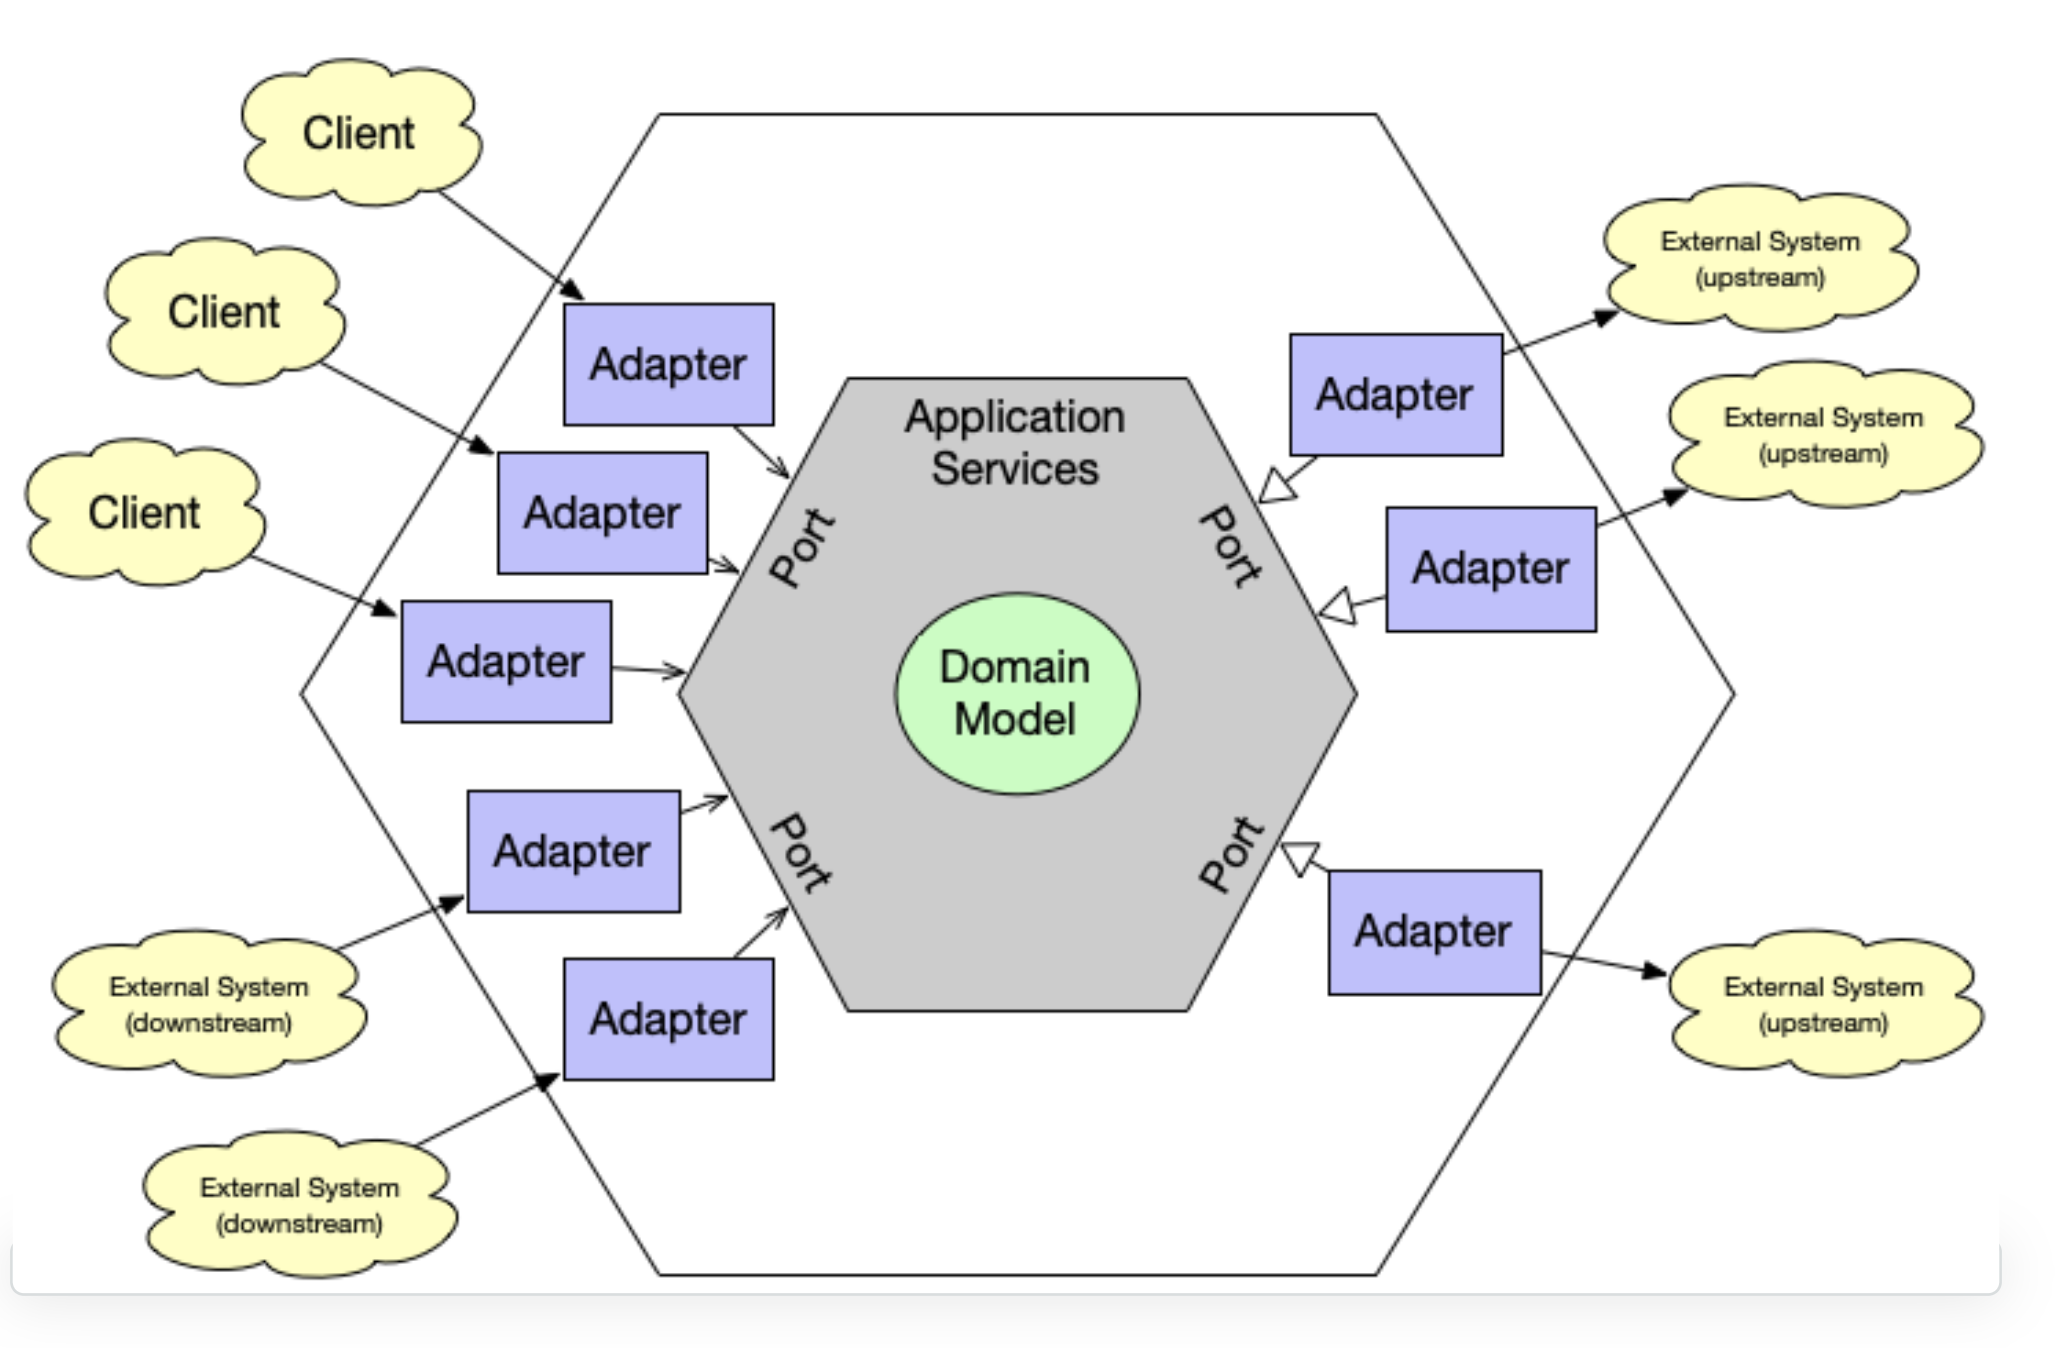 Client
Client
Client
Adapter
Adapter
Adapter
Adapter
Adapter
External System
(downstream)
External System
(downstream)
Application
Services
Port
Port
Port
Port
Domain
Model
Adapter
Adapter
Adapter
External System
(upstream)
External System
(upstream)
External System
(upstream)